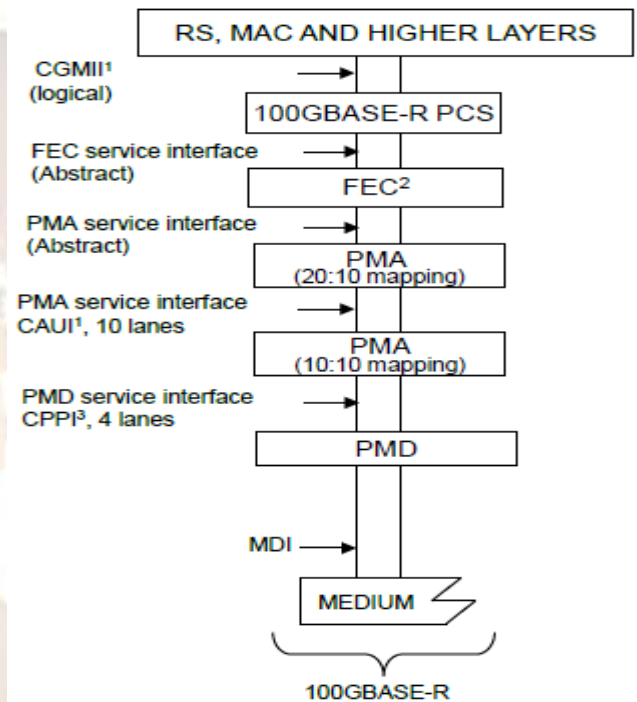 RS, MAC AND HIGHER LAYERS
CGMII¹
(logical)
100GBASE-R PCS
FEC service interface
(Abstract)
FEC²
PMA service interface
(Abstract)
PMA
(20:10 mapping)
PMA service interface
CAUI¹, 10 lanes
PMA
(10:10 mapping)
PMD service interface
CPPI³, 4 lanes
PMD
MDI
MEDIUM
100GBASE-R